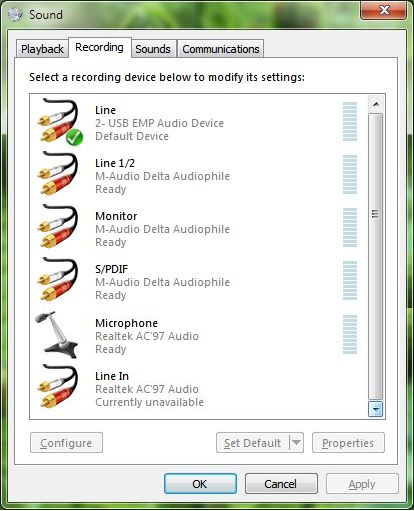 Sound
Playback Recording Sounds Communications
Select a recording device below to modify its settings:
Line
2- USB EMP Audio Device
Default Device
Line 1/2
M-Audio Delta Audiophile
Ready
Monitor
M-Audio Delta Audiophile
Ready
S/PDIF
M-Audio Delta Audiophile
Ready
Microphone
Realtek AC'97 Audio
Ready
Line In
Realtek AC'97 Audio
Currently unavailable
Configure Set Default Properties
OK Cancel Apply